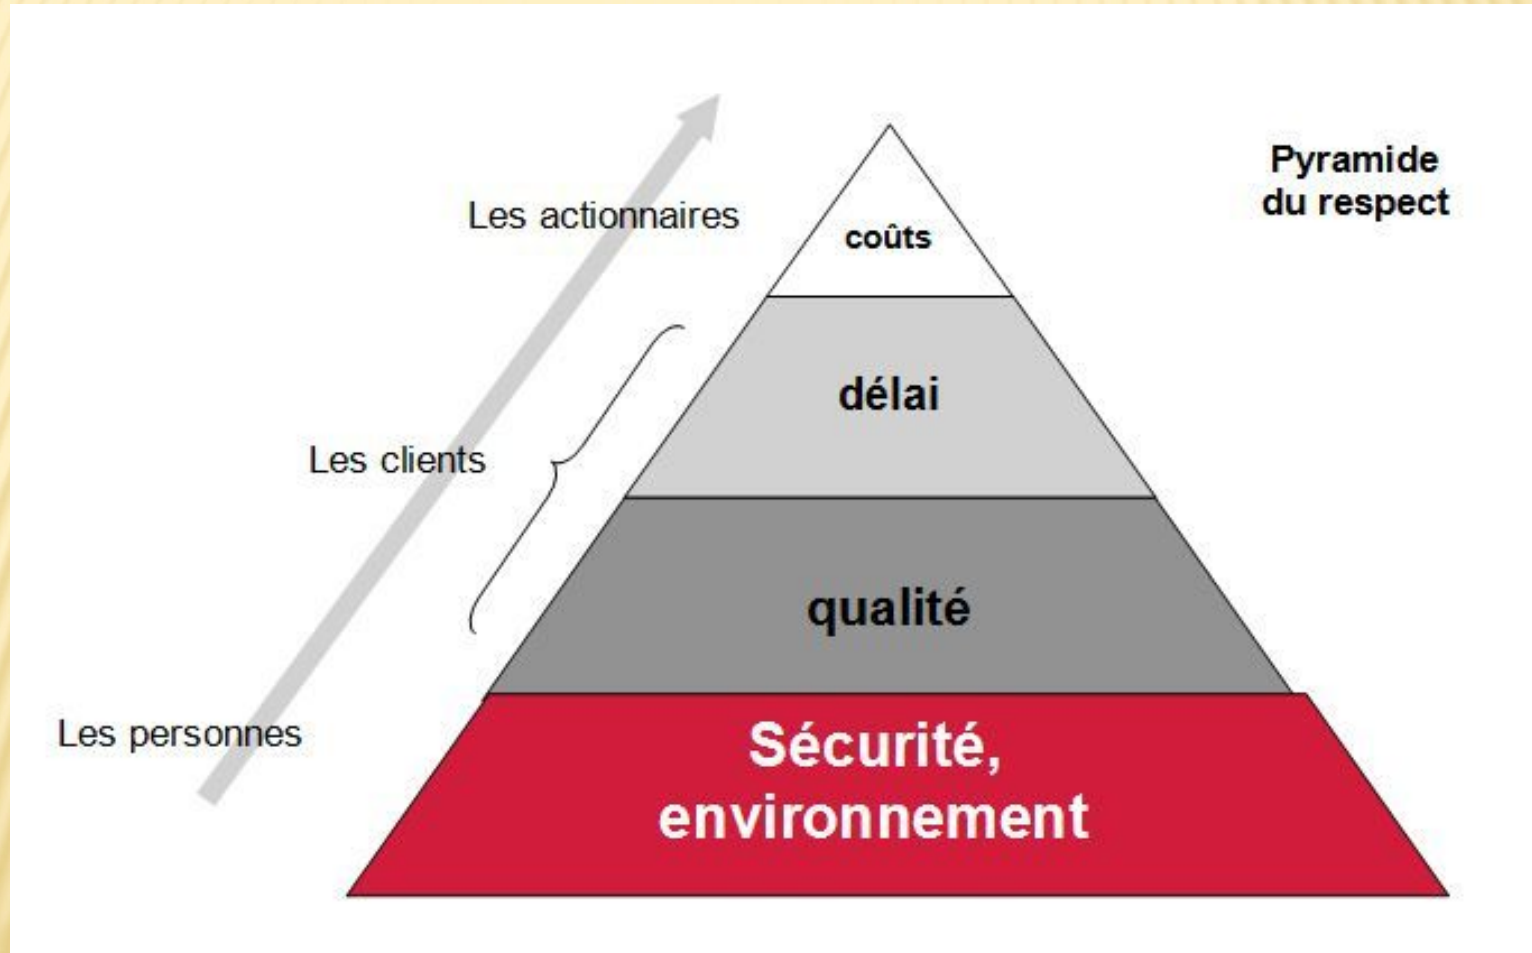 Pyramide
du respect
Les actionnaires
coûts
délai
Les clients
qualité
Les personnes
Sécurité,
environnement